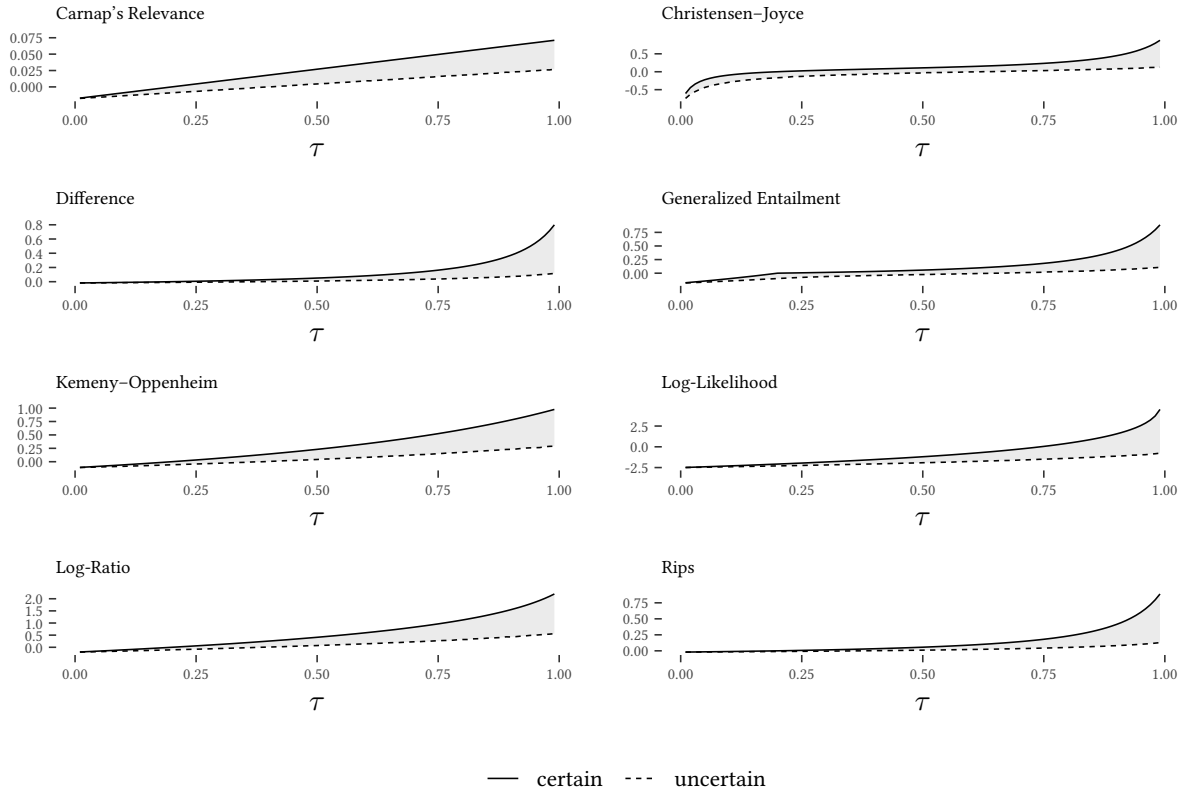 Carnap’s Relevance
0.075
0.050
0.025
0.000
0.00 0.25 0.50 0.75 1.00
τ
Christensen–Joyce
0.5
0.0
-0.5
0.00 0.25 0.50 0.75 1.00
τ
Difference
0.8
0.6
0.4
0.2
0.0
0.00 0.25 0.50 0.75 1.00
τ
Generalized Entailment
0.75
0.50
0.25
0.00
0.00 0.25 0.50 0.75 1.00
τ
Kemeny–Oppenheim
1.00
0.75
0.50
0.25
0.00
0.00 0.25 0.50 0.75 1.00
τ
Log-Likelihood
2.5
0.0
-2.5
0.00 0.25 0.50 0.75 1.00
τ
Log-Ratio
2.0
1.5
1.0
0.5
0.0
0.00 0.25 0.50 0.75 1.00
τ
Rips
0.75
0.50
0.25
0.00
0.00 0.25 0.50 0.75 1.00
τ
certain uncertain